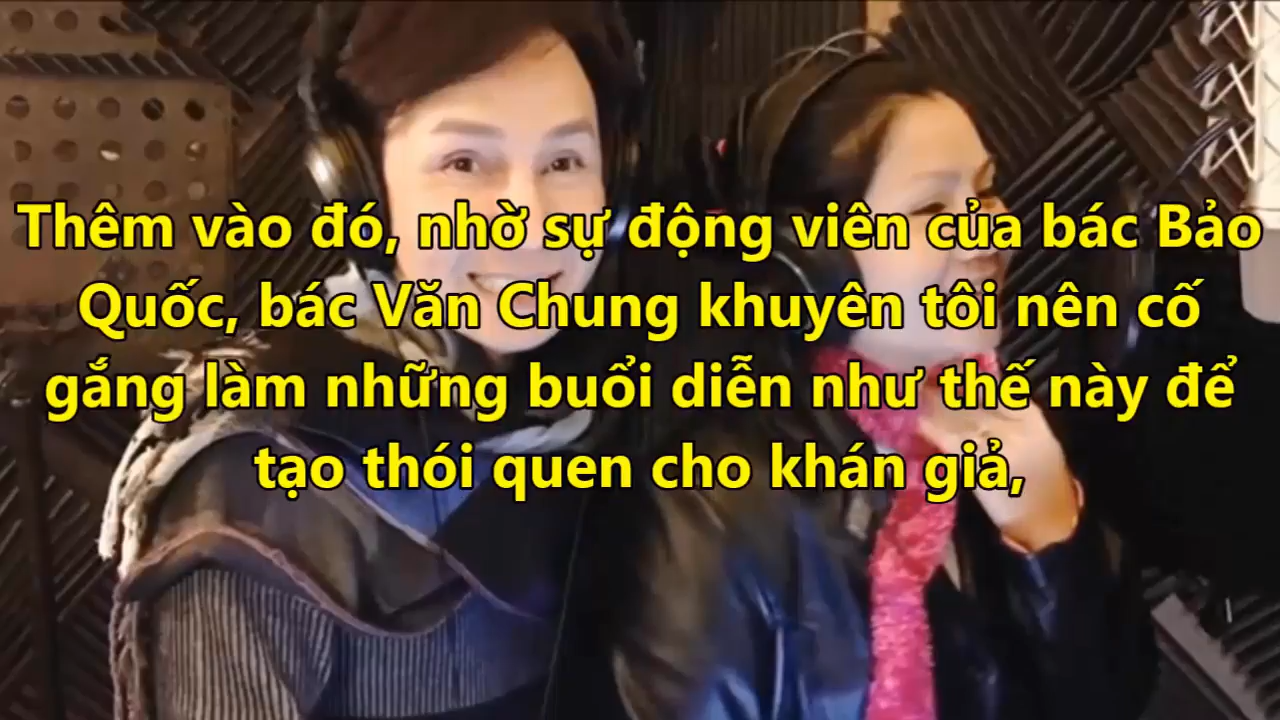 Thêm vào đó, nhờ sự động viên của bác Bảo
Quốc, bác Văn Chung khuyên tôi nên cố
gắng làm những buổi diễn như thế này để
tạo thói quen cho khán giả,